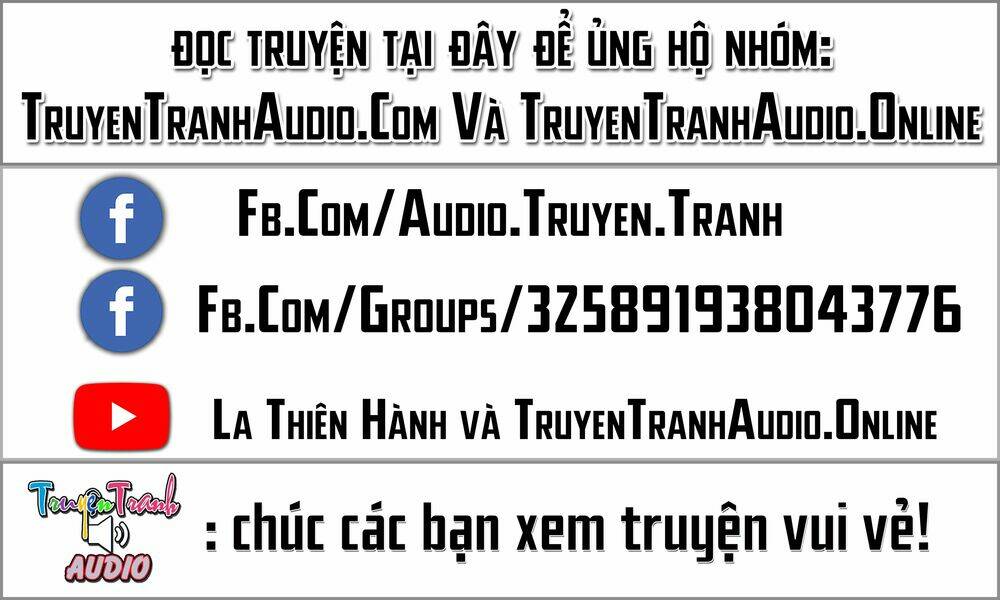 ĐỌC TRUYỆN TẠI ĐÂY ĐỂ ỦNG HỘ NHÓM:
TRUYENTRANHAUDIO.COM VÀ TRUYENTRANHAUDIO.ONLINE
f FB.COM/AUDIO.TRUYEN.TRANH
f FB.COM/GROUPS/325891938043776
LA THIÊN HÀNH VÀ TRUYENTRANHAUDIO.ONLINE
TruyệnTranh
AUDIO
: chúc các bạn xem truyện vui vẻ!